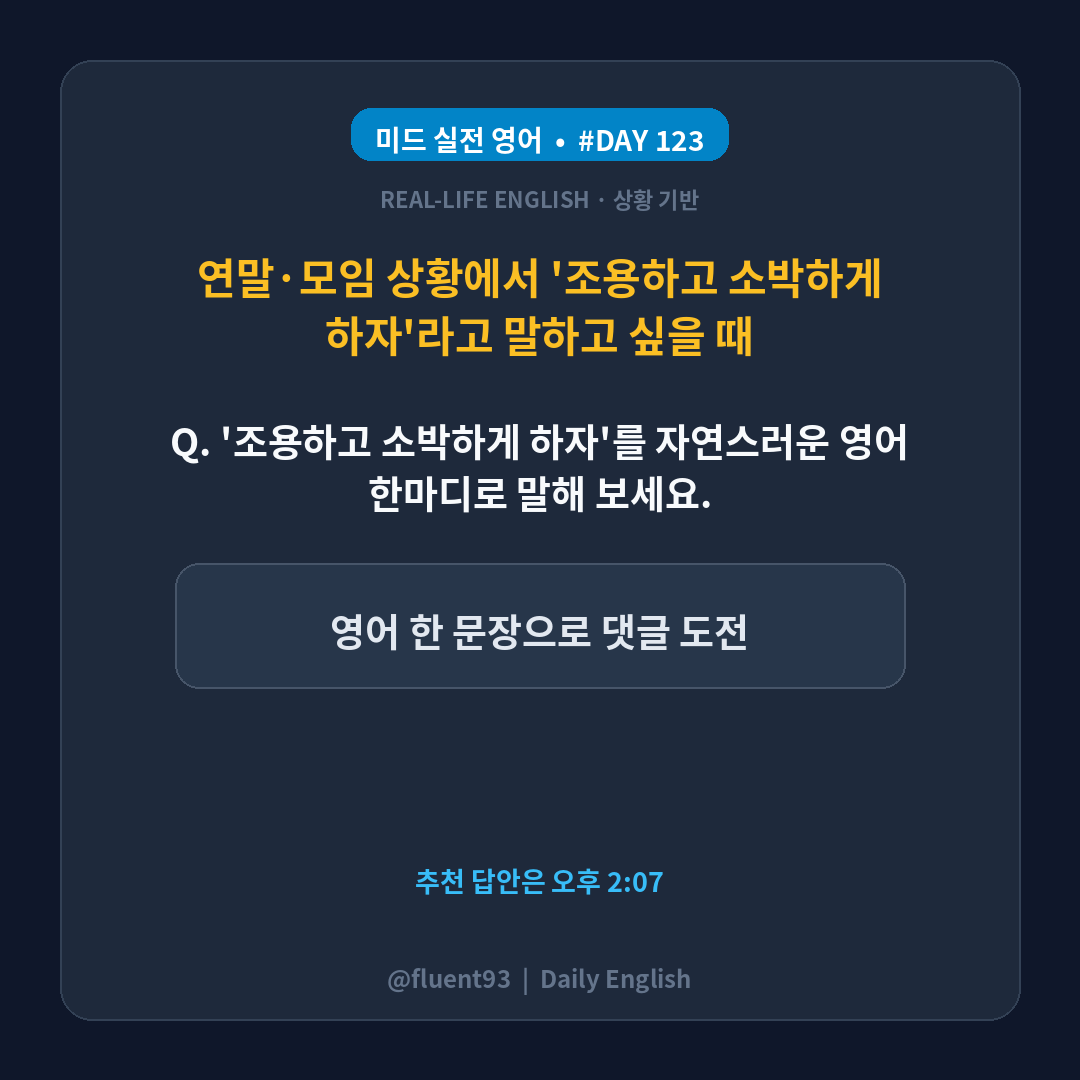 미드 실전 영어 • #DAY 123
REAL-LIFE ENGLISH · 상황 기반
연말·모임 상황에서 '조용하고 소박하게
하자'라고 말하고 싶을 때
Q. '조용하고 소박하게 하자'를 자연스러운 영어
한마디로 말해 보세요.
영어 한 문장으로 댓글 도전
추천 답안은 오후 2:07
@fluent93 | Daily English